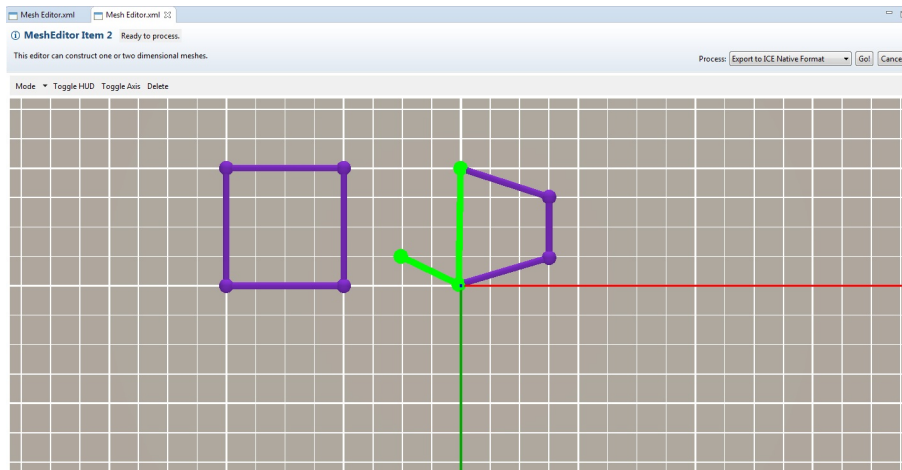 Mesh Editor.xml Mesh Editor.xml
MeshEditor Item 2 Ready to process.
This editor can construct one or two dimensional meshes.
Process: Export to ICE Native Format Go! Cance
Mode Toggle HUD Toggle Axis Delete